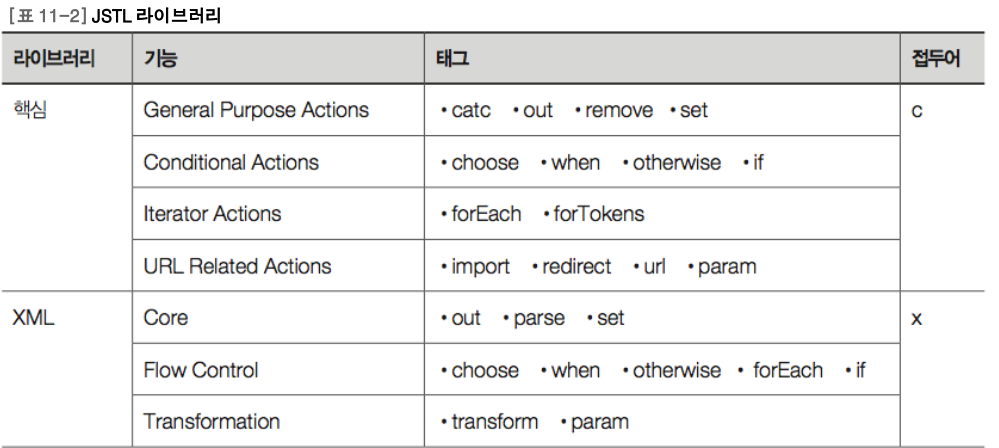 [표 11-2] JSTL 라이브러리
라이브러리 기능 태그 접두어
핵심 General Purpose Actions • catc • out • remove • set c
Conditional Actions • choose • when • otherwise • if
Iterator Actions • forEach • forTokens
URL Related Actions • import • redirect • url • param
XML Core • out • parse • set x
Flow Control • choose • when • otherwise • forEach • if
Transformation • transform • param